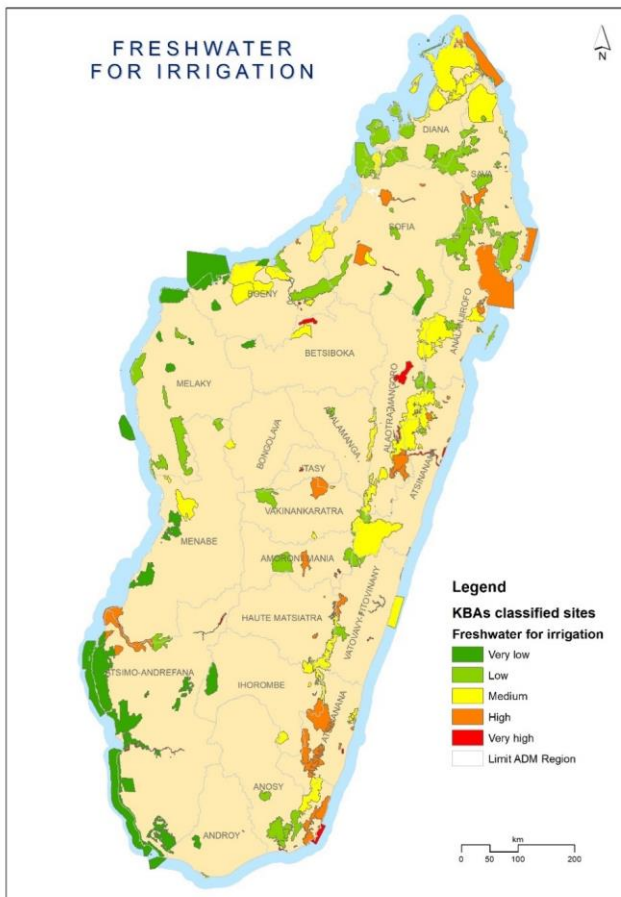 FRESHWATER
FOR IRRIGATION
N
DIANA
SAVA
SOFIA
BOENY
ANALANJIROFO
BETSIBOKA
MELAKY
ALAOTRA-MANGORO
BONGOLAVA
ANALAMANGA
ITASY
ATSINANANA
VAKINANKARATRA
MENABE
AMORON'I MANIA
VATOVAVY-FITOVINANY
HAUTE MATSIATRA
ATSIMO-ANDREFANA
IHOROMBE
ATSINANANA
ANOSY
ANDROY
Legend
KBAs classified sites
Freshwater for irrigation
Very low
Low
Medium
High
Very high
Limit ADM Region
km
0 50 100 200